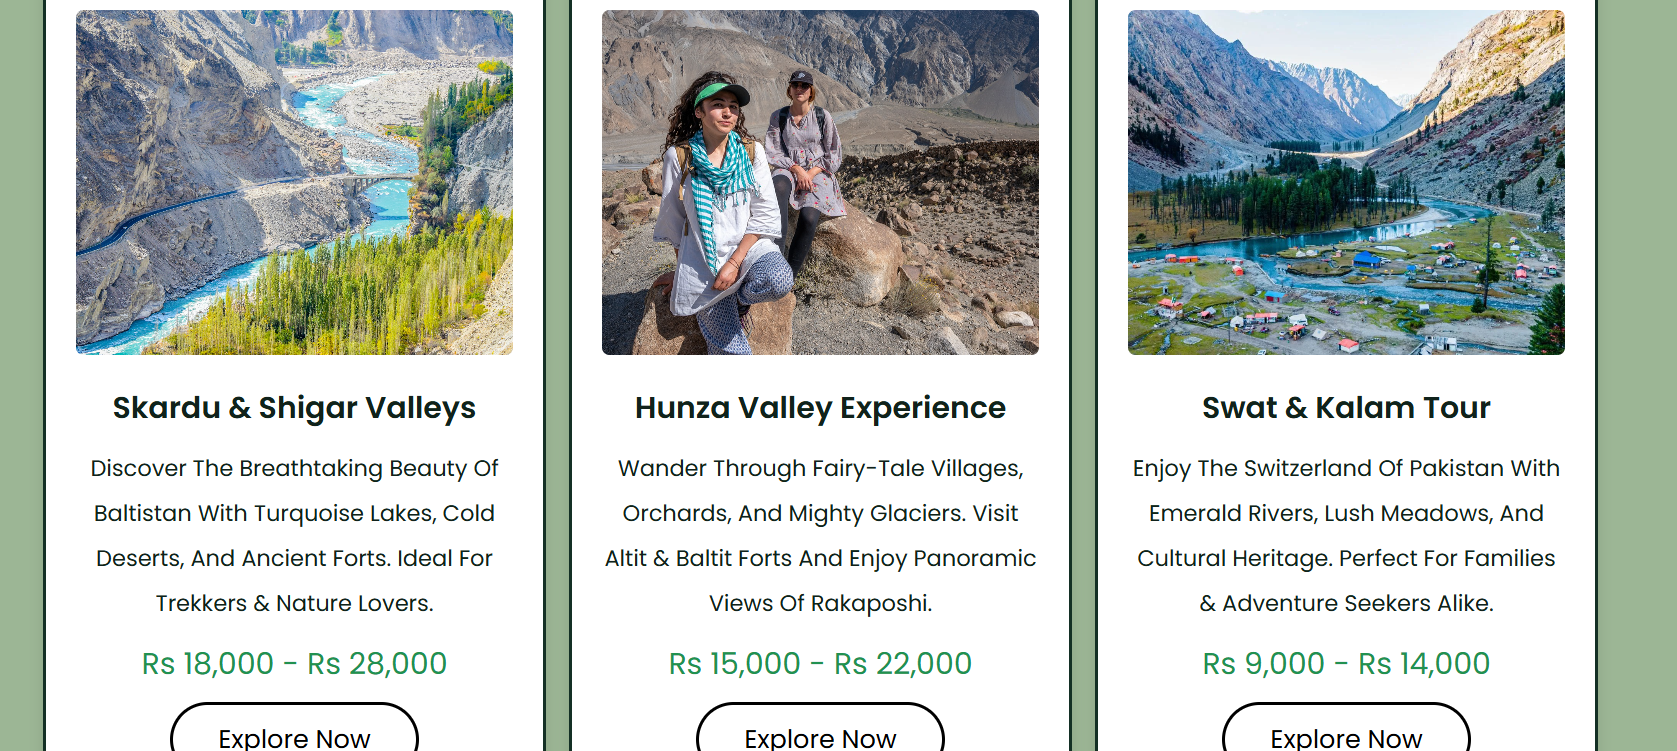 Skardu & Shigar Valleys
Discover The Breathtaking Beauty Of
Baltistan With Turquoise Lakes, Cold
Deserts, And Ancient Forts. Ideal For
Trekkers & Nature Lovers.
Rs 18,000 - Rs 28,000
Explore Now
Hunza Valley Experience
Wander Through Fairy-Tale Villages,
Orchards, And Mighty Glaciers. Visit
Altit & Baltit Forts And Enjoy Panoramic
Views Of Rakaposhi.
Rs 15,000 - Rs 22,000
Explore Now
Swat & Kalam Tour
Enjoy The Switzerland Of Pakistan With
Emerald Rivers, Lush Meadows, And
Cultural Heritage. Perfect For Families
& Adventure Seekers Alike.
Rs 9,000 - Rs 14,000
Explore Now